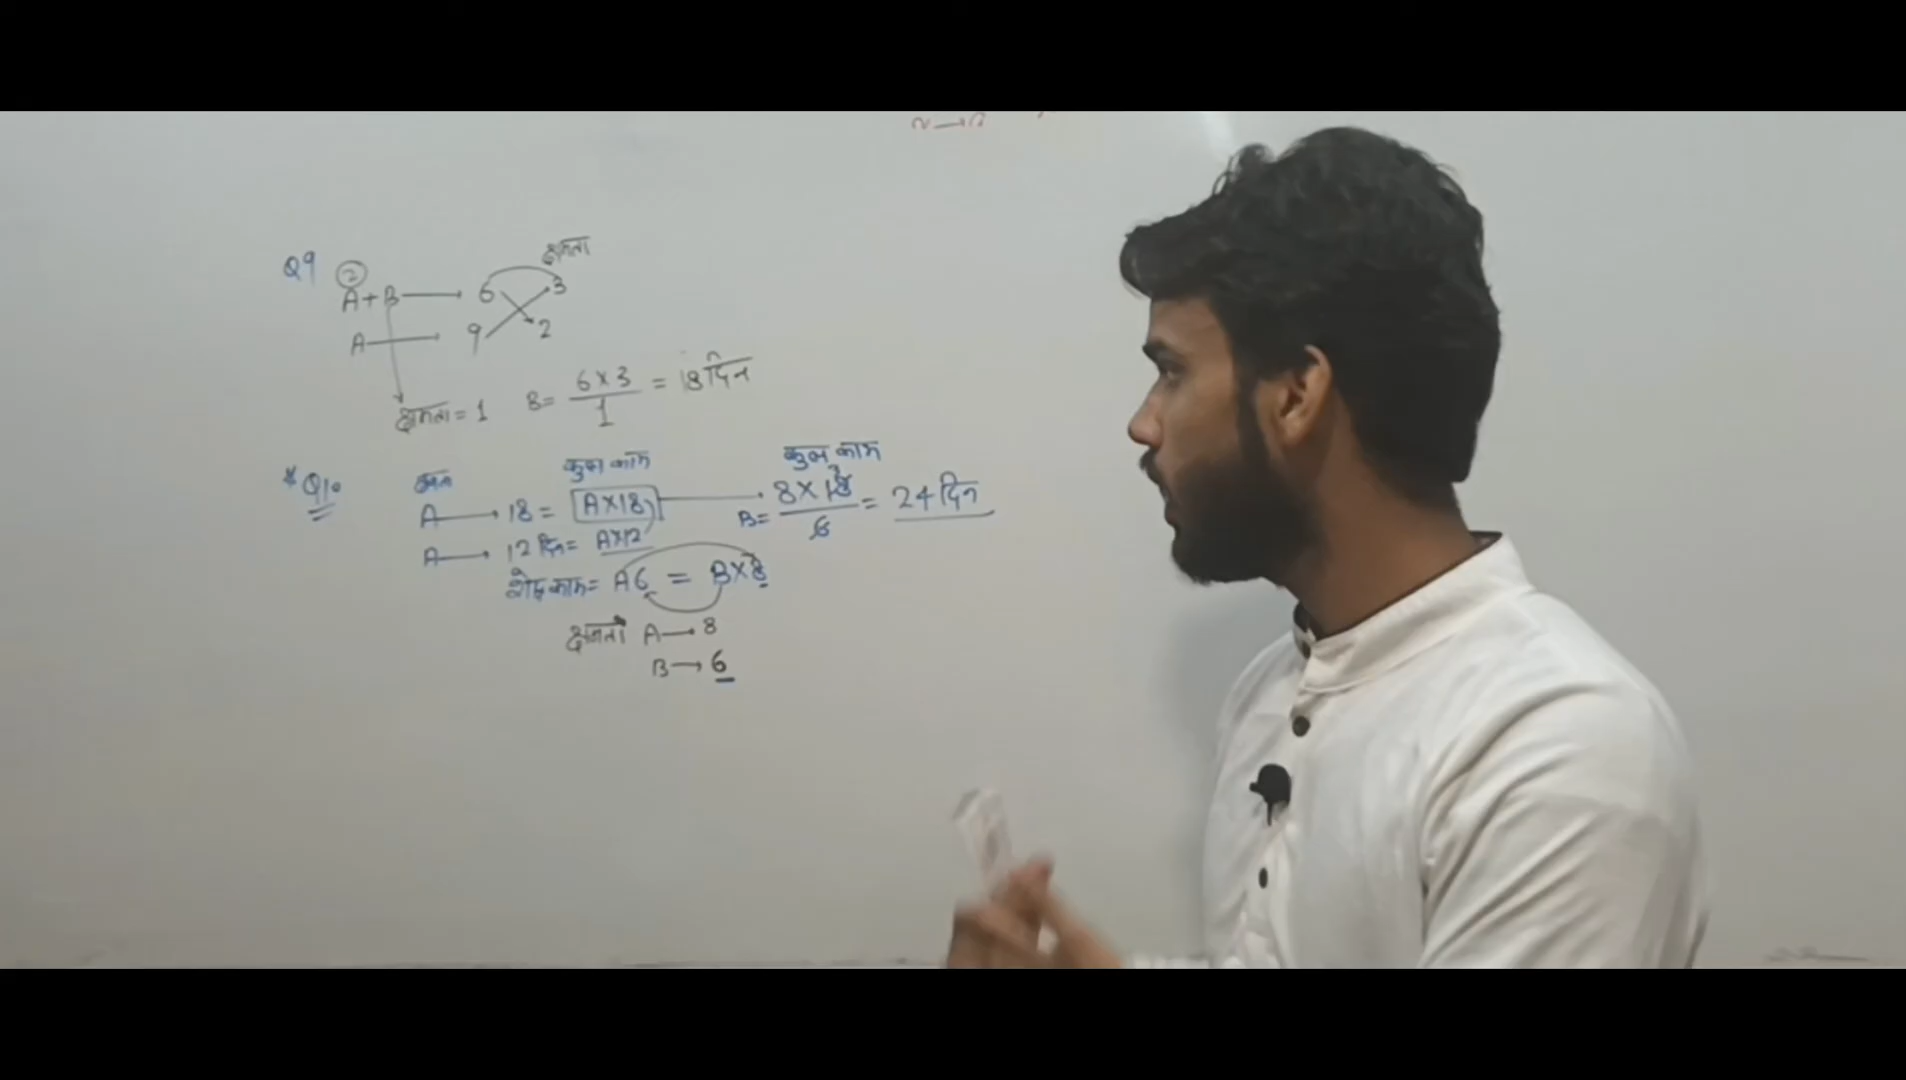 क्षमता
Q9 2
A+B → 6 3
A → 9 2
क्षमता = 1 B = 6×3/1 = 18 दिन
कुल काम कुल काम
* Q10
A → 18 = A×18 B = 8×18/6 = 24 दिन
3
A → 12 दिन = A×12
शेष काम = A6 = B×8
क्षमता A → 8
B → 6